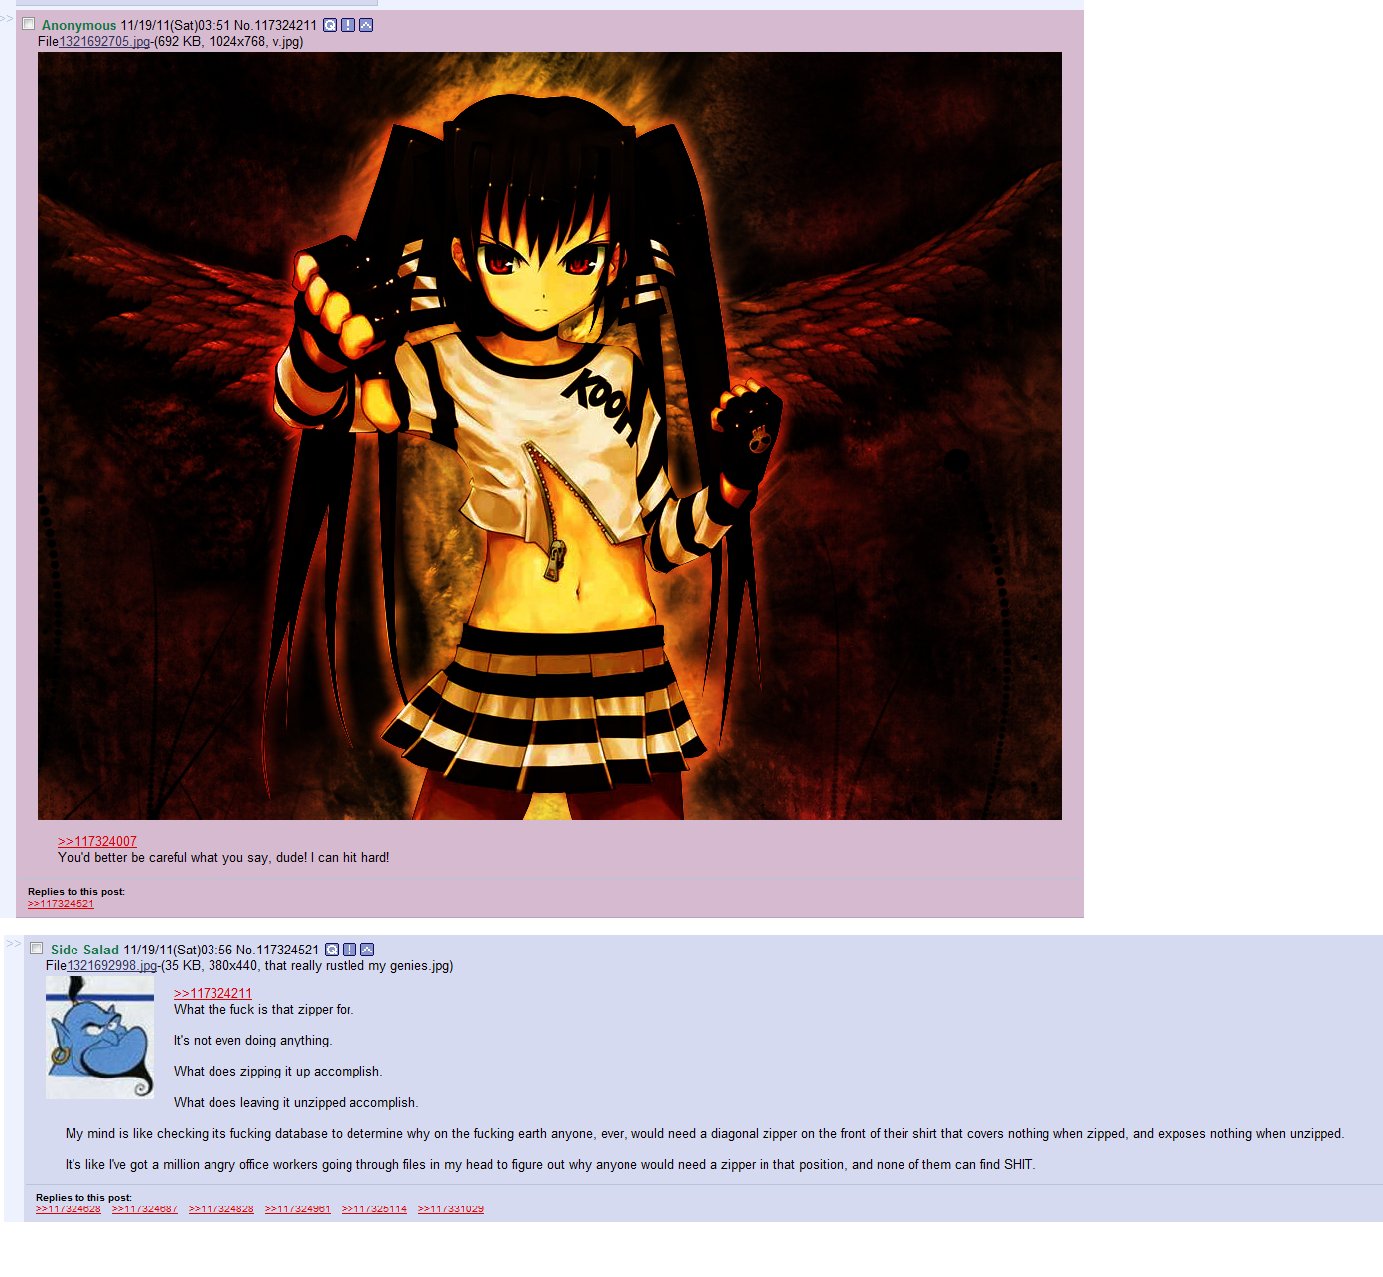 >>
Anonymous 11/19/11(Sat)03:51 No.117324211
File1321692705.jpg-(692 KB, 1024x768, v.jpg)
KOOK
>>117324007
You'd better be careful what you say, dude! I can hit hard!
Replies to this post:
>>117324521
>>
Side Salad 11/19/11(Sat)03:56 No.117324521
File1321692998.jpg-(35 KB, 380x440, that really rustled my genies.jpg)
>>117324211
What the fuck is that zipper for.
It's not even doing anything.
What does zipping it up accomplish.
What does leaving it unzipped accomplish.
My mind is like checking its fucking database to determine why on the fucking earth anyone, ever, would need a diagonal zipper on the front of their shirt that covers nothing when zipped, and exposes nothing when unzipped.
It's like I've got a million angry office workers going through files in my head to figure out why anyone would need a zipper in that position, and none of them can find SHIT.
Replies to this post:
>>117324628 >>117324687 >>117324828 >>117324961 >>117325114 >>117331029